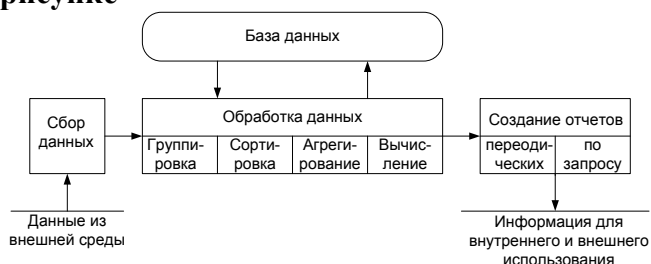 рисунке
База данных
Сбор
данных
Обработка данных
Группи-
ровка
Сорти-
ровка
Агреги-
рование
Вычис-
ление
Создание отчетов
переоди-
ческих
по
запросу
Данные из
внешней среды
Информация для
внутреннего и внешнего
использования